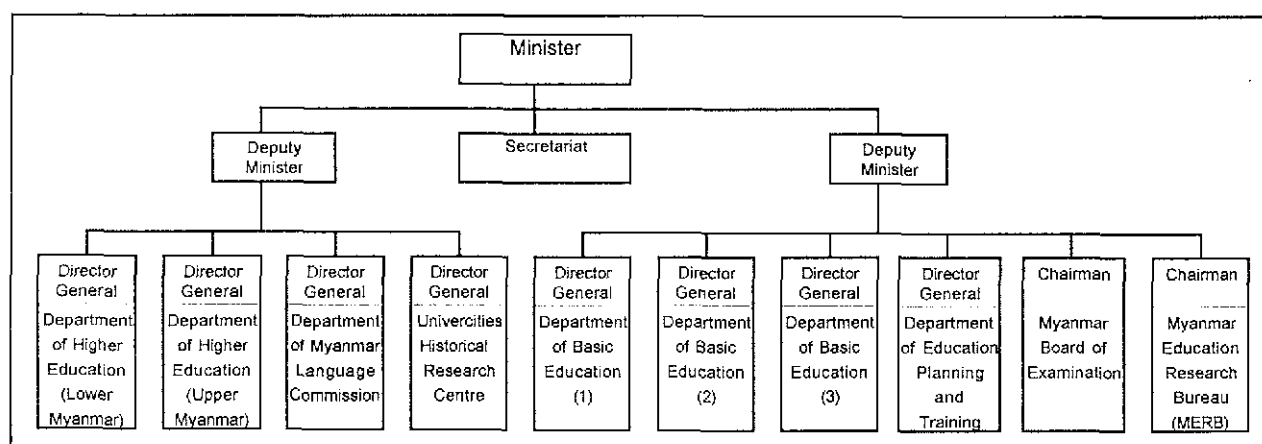 Minister
Deputy
Minister
Secretariat
Deputy
Minister
Director
General
Department
of Higher
Education
(Lower
Myanmar)
Director
General
Department
of Higher
Education
(Upper
Myanmar)
Director
General
Department
of Myanmar
Language
Commission
Director
General
Univercities
Historical
Research
Centre
Director
General
Department
of Basic
Education
(1)
Director
General
Department
of Basic
Education
(2)
Director
General
Department
of Basic
Education
(3)
Director
General
Department
of Education
Planning
and
Training
Chairman
Myanmar
Board of
Examination
Chairman
Myanmar
Education
Research
Bureau
(MERB)